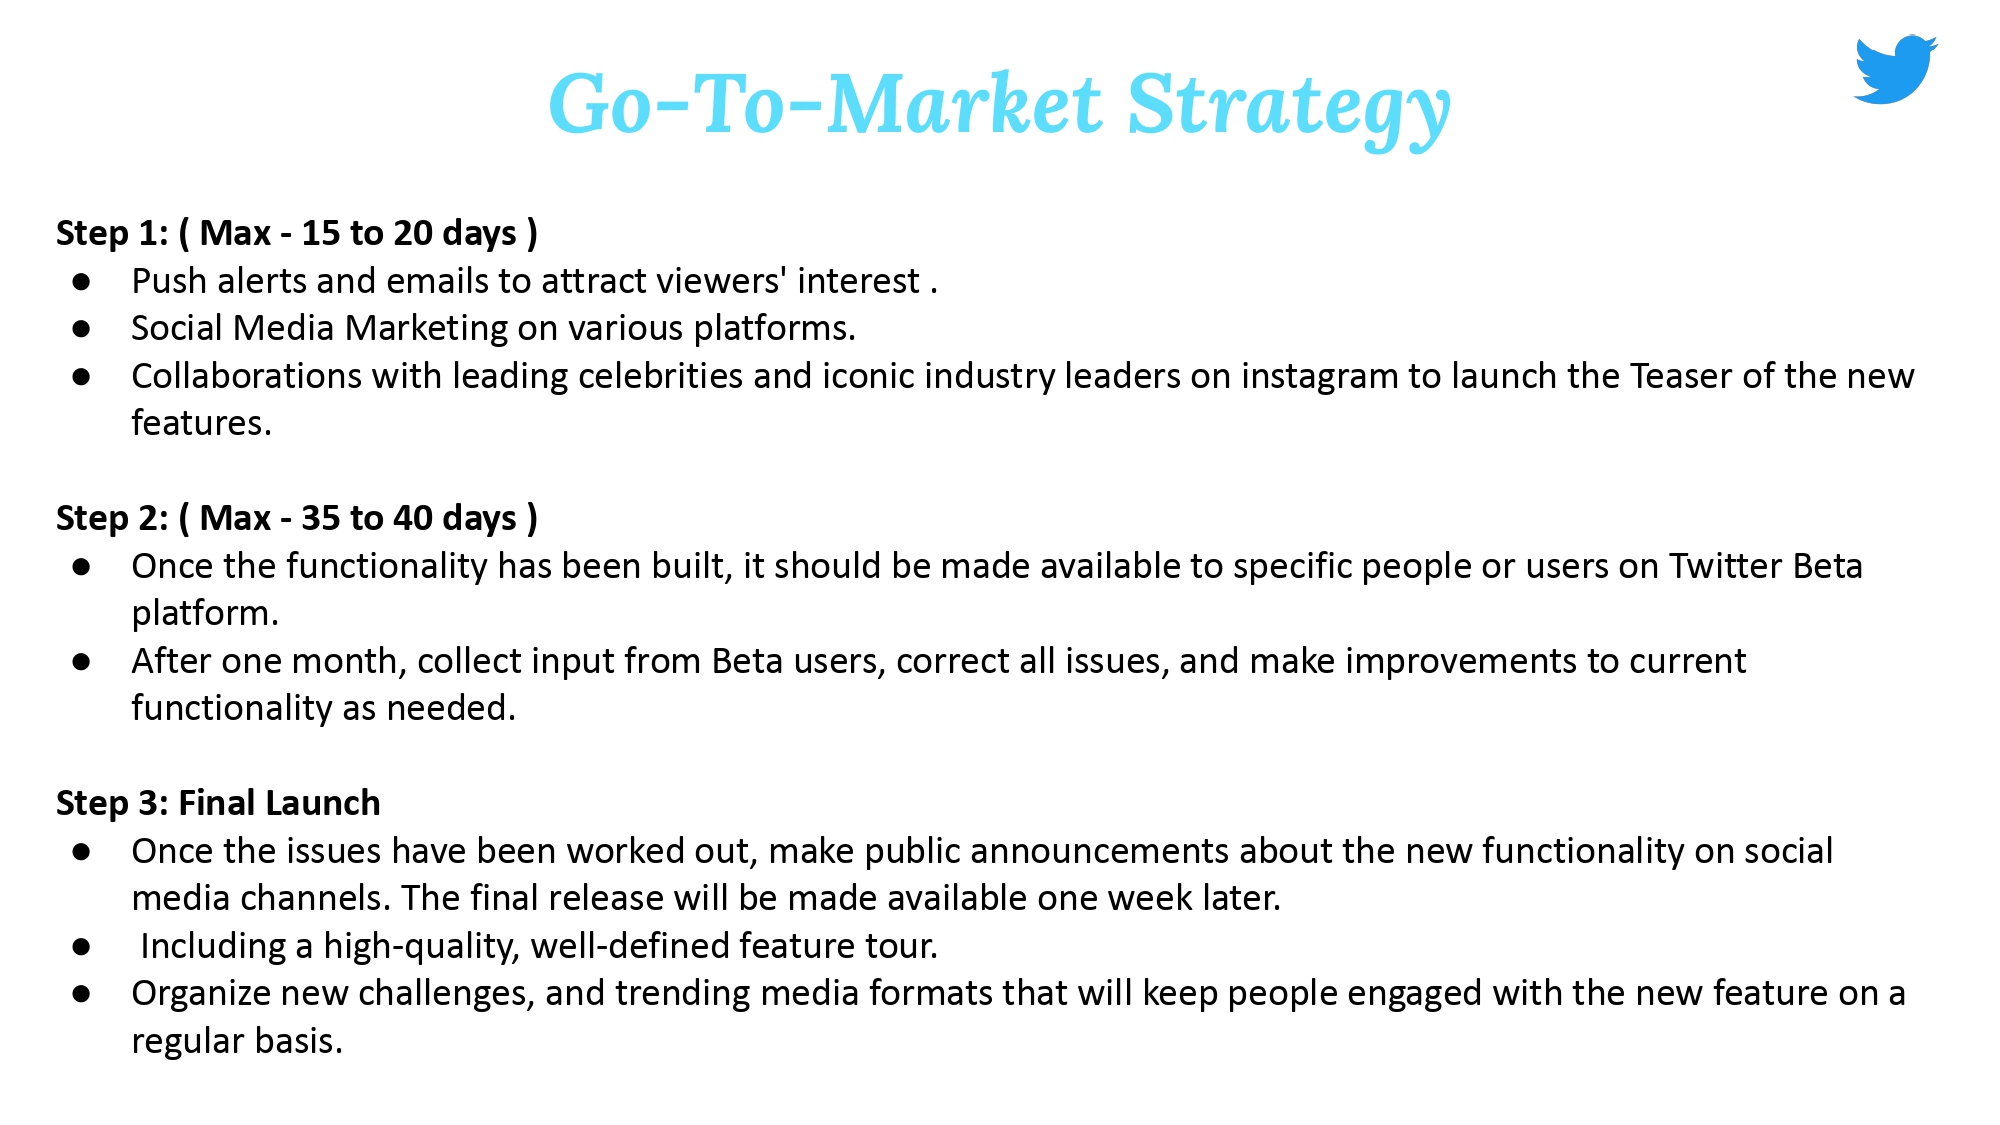 Go-To-Market Strategy
Step 1: ( Max - 15 to 20 days )
● Push alerts and emails to attract viewers' interest .
● Social Media Marketing on various platforms.
● Collaborations with leading celebrities and iconic industry leaders on instagram to launch the Teaser of the new
features.
Step 2: ( Max - 35 to 40 days )
● Once the functionality has been built, it should be made available to specific people or users on Twitter Beta
platform.
● After one month, collect input from Beta users, correct all issues, and make improvements to current
functionality as needed.
Step 3: Final Launch
● Once the issues have been worked out, make public announcements about the new functionality on social
media channels. The final release will be made available one week later.
● Including a high-quality, well-defined feature tour.
● Organize new challenges, and trending media formats that will keep people engaged with the new feature on a
regular basis.